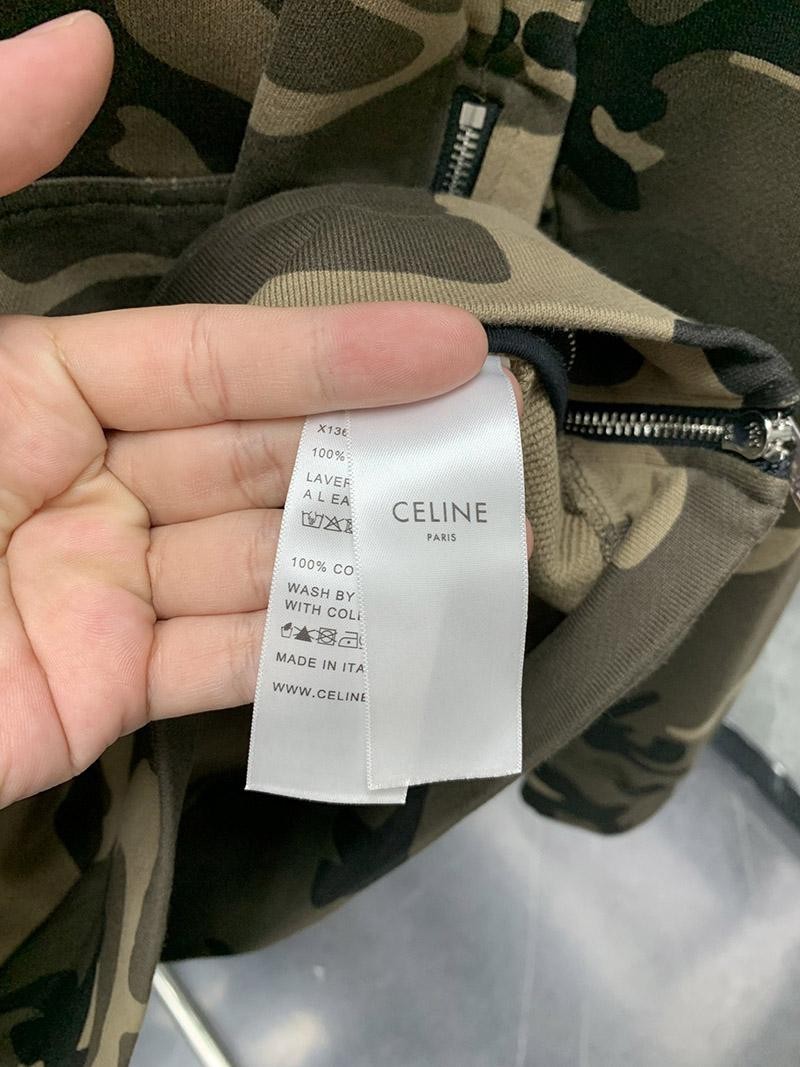 X136
100%
LAVER
A L EA
100% CO
WASH BY
WITH COL
MADE IN ITA
WWW.CELINE
CELINE
PARIS